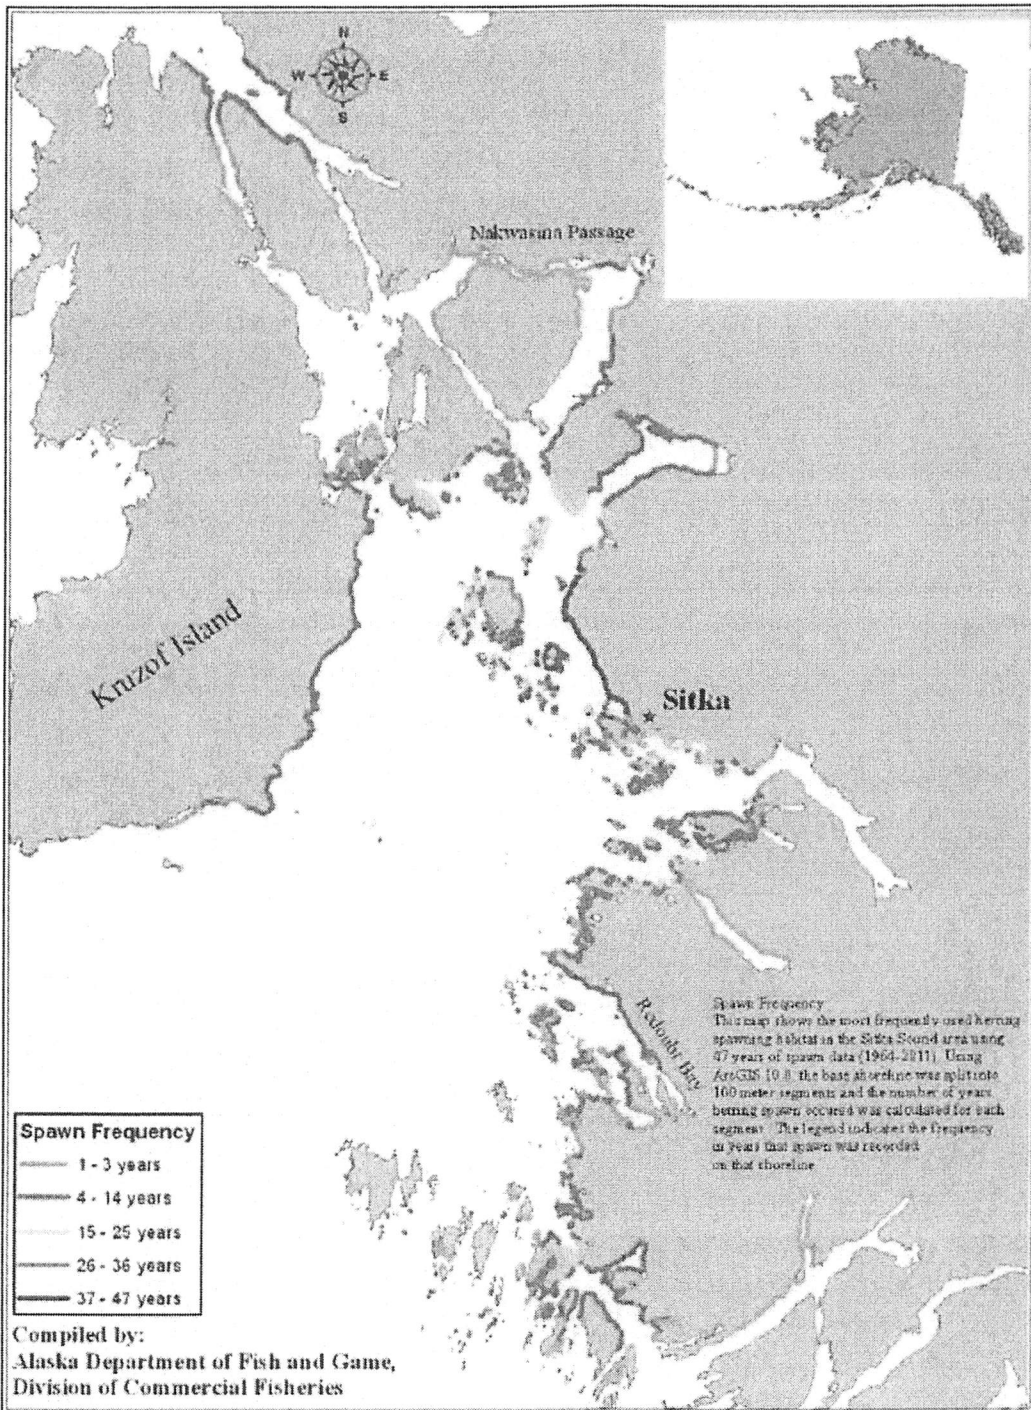 N
W E
S
Nakwasina Passage
Kruzof Island
Sitka
Redoubt Bay
Spawn Frequency
This map shows the most frequently used herring
spawning habitat in the Sitka Sound area using
47 years of spawn data (1964-2011). Using
ArcGIS 10.0, the base shoreline was split into
100 meter segments and the number of years
herring spawn occured was calculated for each
segment. The legend indicates the frequency
in years that spawn was recorded
on that shoreline
Spawn Frequency
1 - 3 years
4 - 14 years
15 - 25 years
26 - 36 years
37 - 47 years
Compiled by:
Alaska Department of Fish and Game,
Division of Commercial Fisheries